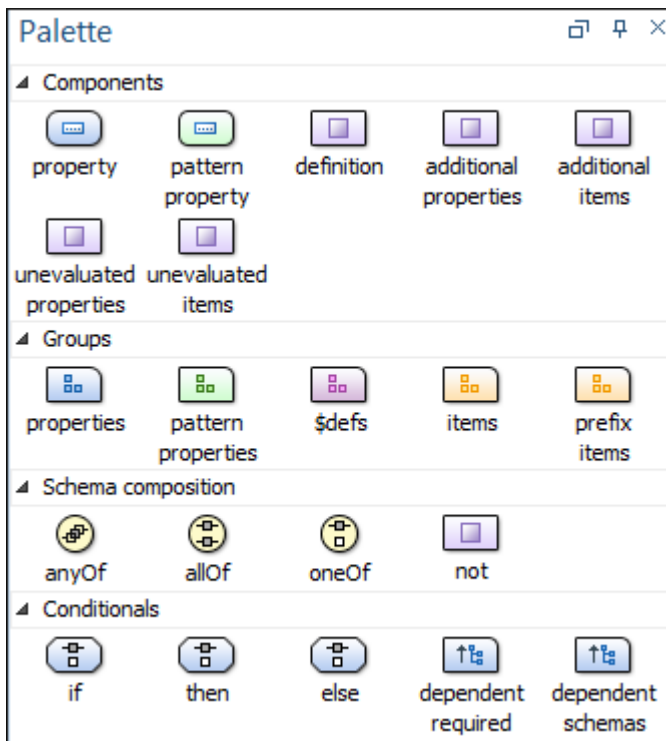 Palette
Components
property pattern property definition additional properties additional items
unevaluated properties unevaluated items
Groups
properties pattern properties $defs items prefix items
Schema composition
anyOf allOf oneOf not
Conditionals
if then else dependent required dependent schemas